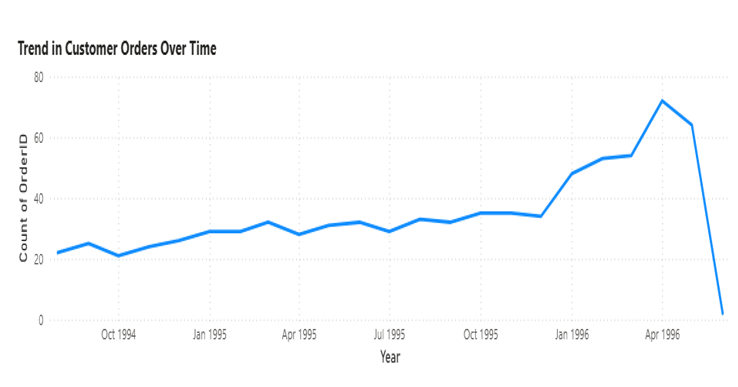 Trend in Customer Orders Over Time
80
60
40
20
0
Count of OrderID
Oct 1994 Jan 1995 Apr 1995 Jul 1995 Oct 1995 Jan 1996 Apr 1996
Year